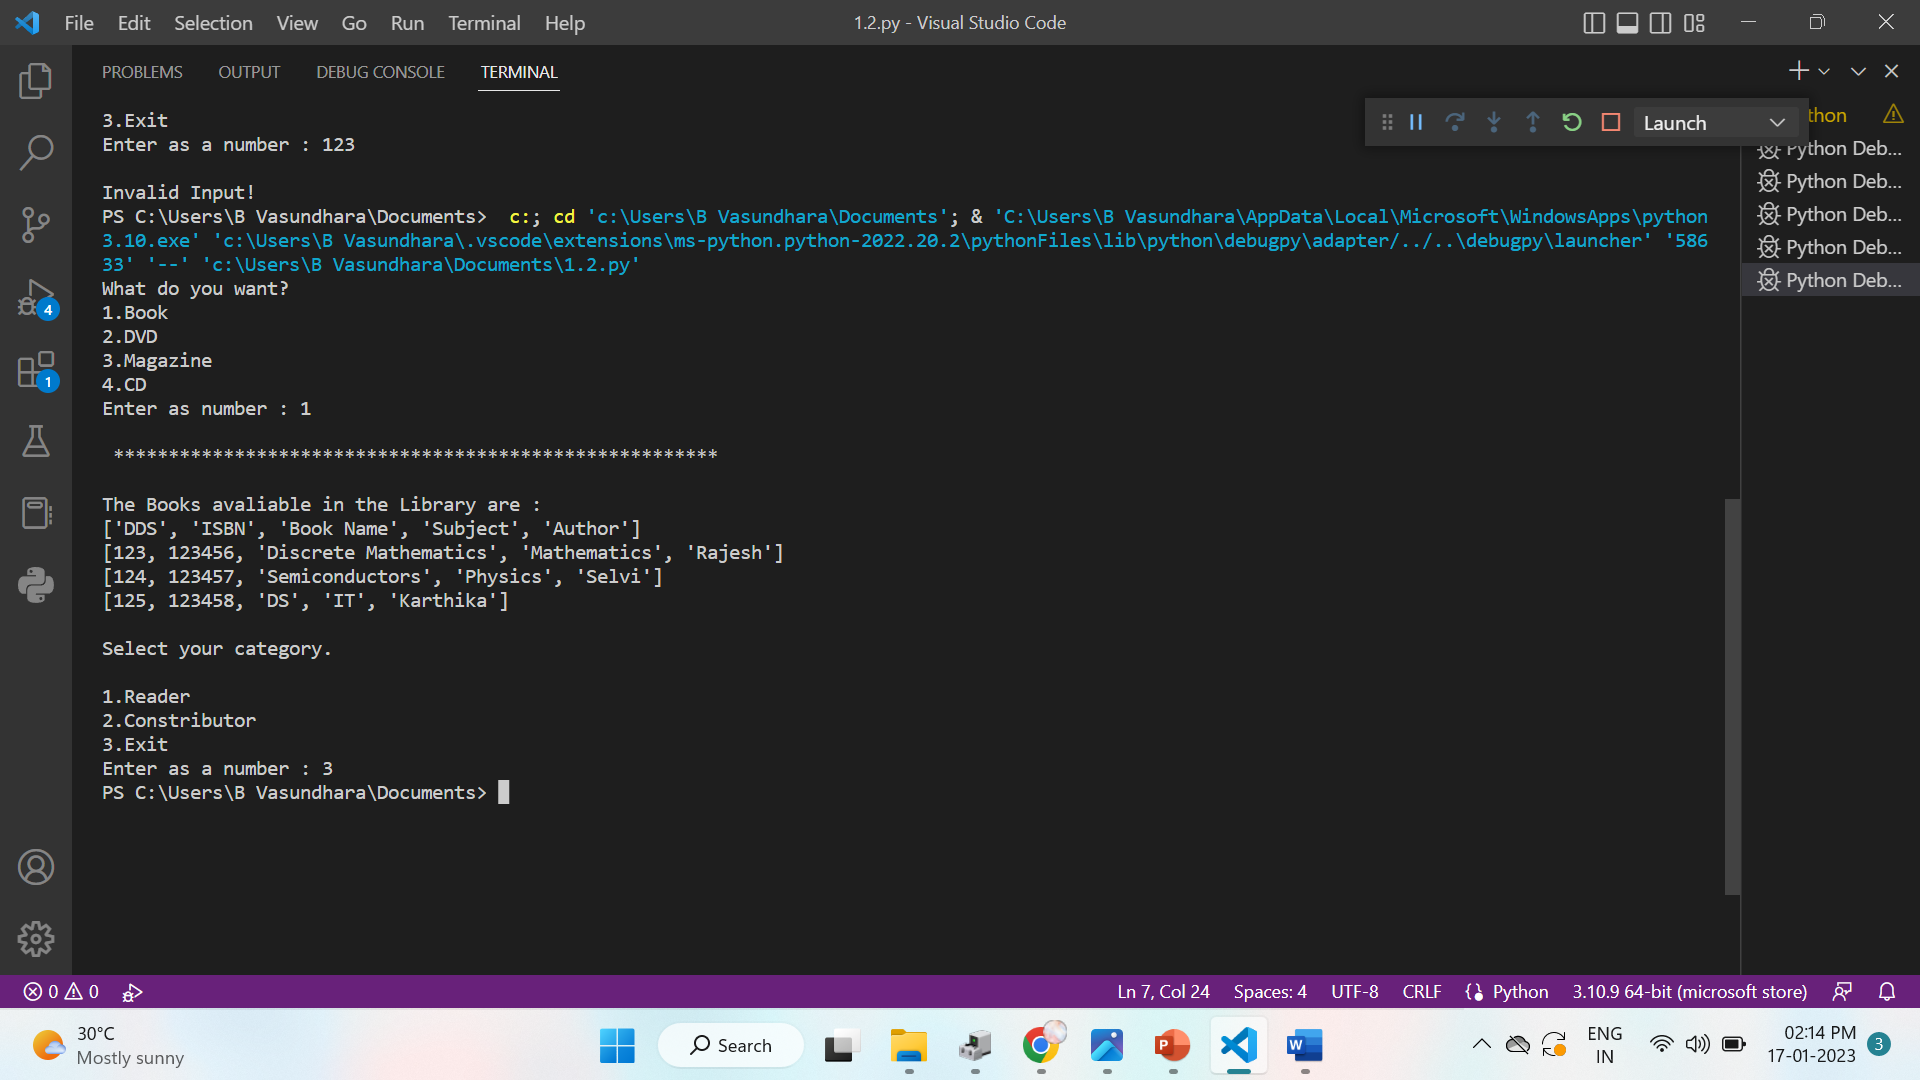 File Edit Selection View Go Run Terminal Help 1.2.py - Visual Studio Code
PROBLEMS OUTPUT DEBUG CONSOLE TERMINAL
Launch
thon
Python Deb...
Python Deb...
Python Deb...
Python Deb...
Python Deb...
3.Exit
Enter as a number : 123
Invalid Input!
PS C:\Users\B Vasundhara\Documents>  c:; cd 'c:\Users\B Vasundhara\Documents'; & 'C:\Users\B Vasundhara\AppData\Local\Microsoft\WindowsApps\python
3.10.exe' 'c:\Users\B Vasundhara\.vscode\extensions\ms-python.python-2022.20.2\pythonFiles\lib\python\debugpy\adapter/../..\debugpy\launcher' '586
33' '--' 'c:\Users\B Vasundhara\Documents\1.2.py'
What do you want?
1.Book
2.DVD
3.Magazine
4.CD
Enter as number : 1
*******************************************************
The Books avaliable in the Library are :
['DDS', 'ISBN', 'Book Name', 'Subject', 'Author']
[123, 123456, 'Discrete Mathematics', 'Mathematics', 'Rajesh']
[124, 123457, 'Semiconductors', 'Physics', 'Selvi']
[125, 123458, 'DS', 'IT', 'Karthika']
Select your category.
1.Reader
2.Constributor
3.Exit
Enter as a number : 3
PS C:\Users\B Vasundhara\Documents>
4
1
0 0 Ln 7, Col 24 Spaces: 4 UTF-8 CRLF Python 3.10.9 64-bit (microsoft store)
30°C
Mostly sunny
Search
P
W
ENG
IN
02:14 PM
17-01-2023
3